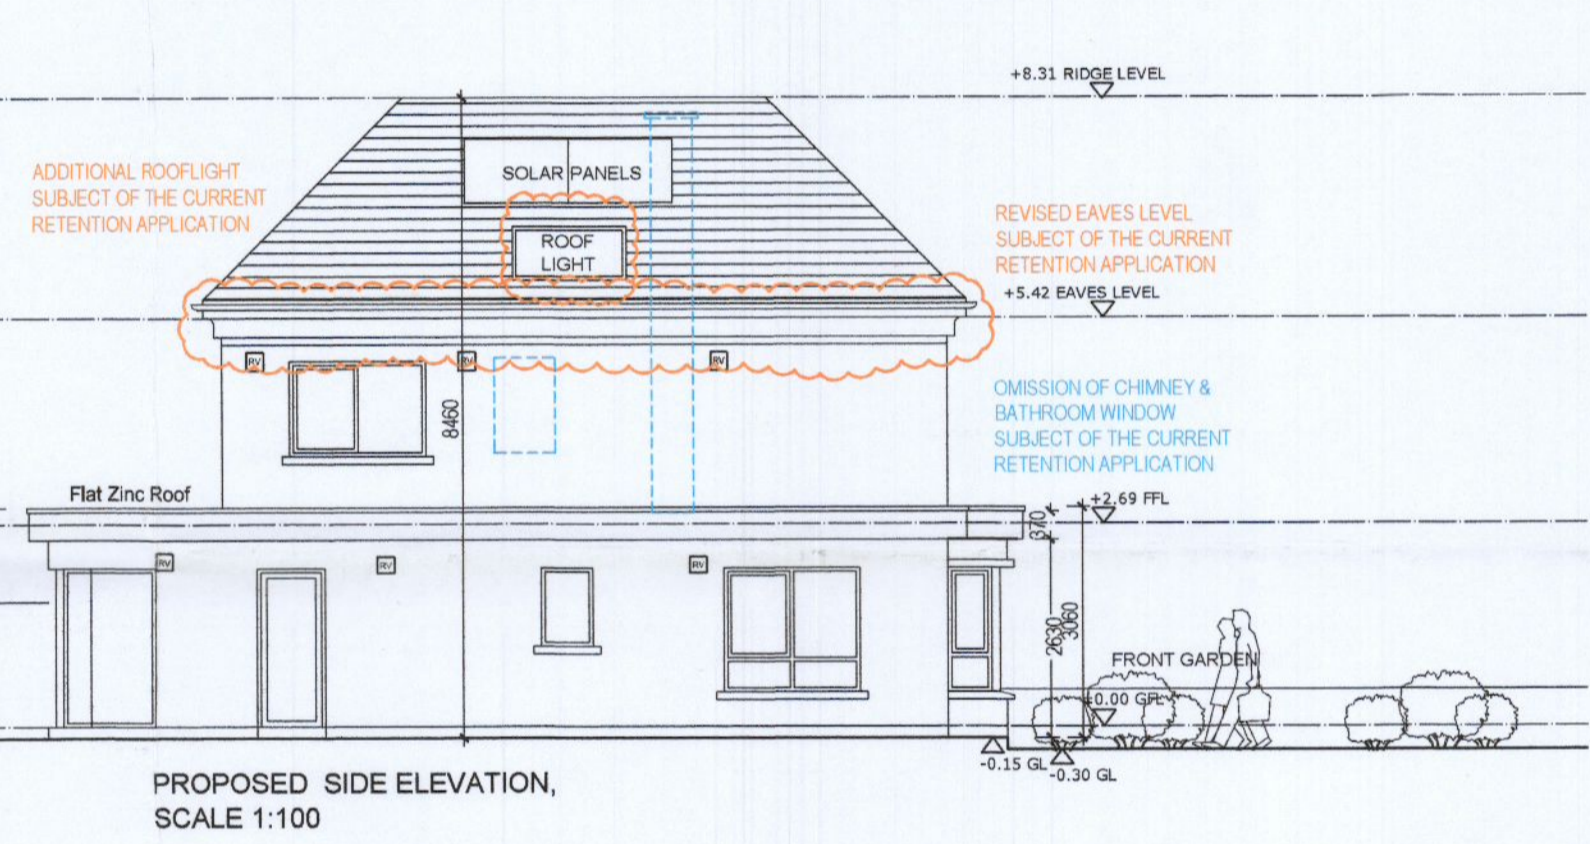 +8.31 RIDGE LEVEL
ADDITIONAL ROOFLIGHT
SUBJECT OF THE CURRENT
RETENTION APPLICATION
SOLAR PANELS
ROOF
LIGHT
REVISED EAVES LEVEL
SUBJECT OF THE CURRENT
RETENTION APPLICATION
+5.42 EAVES LEVEL
RV
RV
RV
8460
OMISSION OF CHIMNEY &
BATHROOM WINDOW
SUBJECT OF THE CURRENT
RETENTION APPLICATION
Flat Zinc Roof
+2.69 FFL
370
RV
RV
RV
2630
3060
FRONT GARDEN
±0.00 GFL
-0.15 GL
-0.30 GL
PROPOSED SIDE ELEVATION,
SCALE 1:100